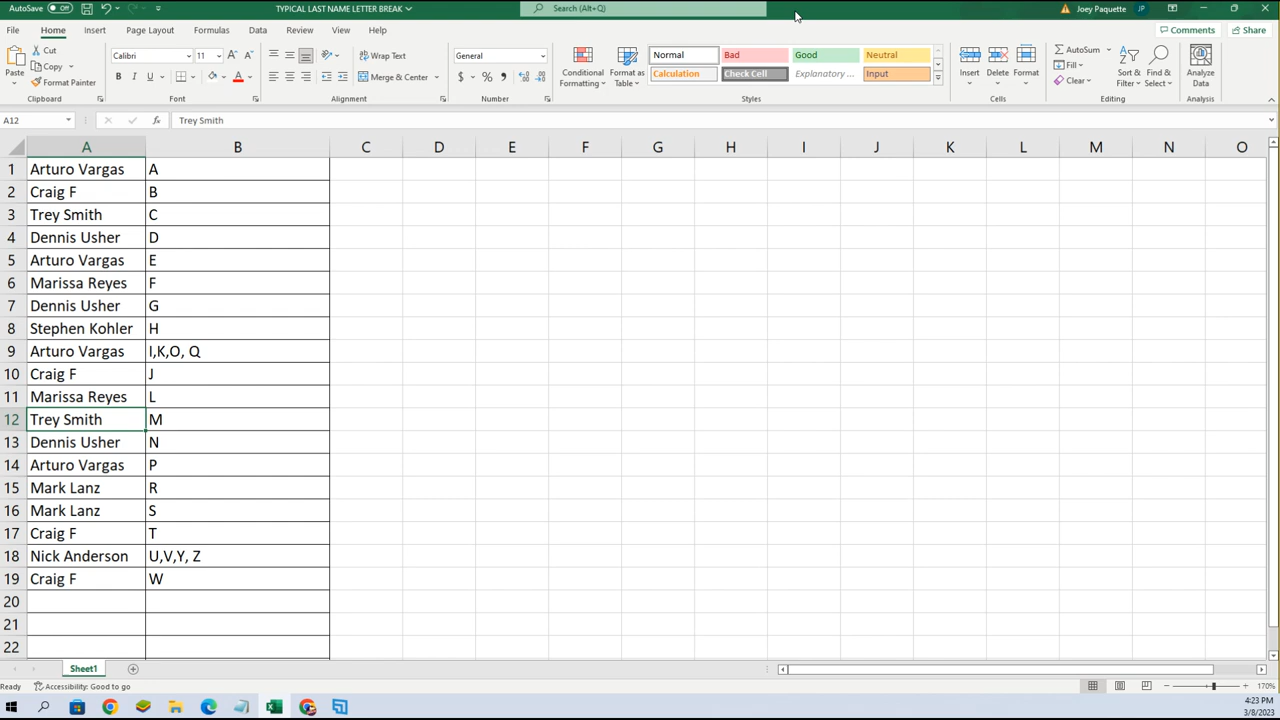 AutoSave Off TYPICAL LAST NAME LETTER BREAK Search (Alt+Q) Joey Paquette JP
File Home Insert Page Layout Formulas Data Review View Help Comments Share
Paste Cut Copy Format Painter Clipboard
Calibri 11 B I U A Font
Wrap Text Merge & Center Alignment
General $ % Number
Conditional Formatting Format as Table Normal Bad Good Neutral Calculation Check Cell Explanatory ... Input Styles
Insert Delete Format Cells
AutoSum Fill Clear Sort & Filter Find & Select Editing
Analyze Data Analysis
A12 fx Trey Smith
A B C D E F G H I J K L M N O
1 Arturo Vargas A
2 Craig F B
3 Trey Smith C
4 Dennis Usher D
5 Arturo Vargas E
6 Marissa Reyes F
7 Dennis Usher G
8 Stephen Kohler H
9 Arturo Vargas I,K,O, Q
10 Craig F J
11 Marissa Reyes L
12 Trey Smith M
13 Dennis Usher N
14 Arturo Vargas P
15 Mark Lanz R
16 Mark Lanz S
17 Craig F T
18 Nick Anderson U,V,Y, Z
19 Craig F W
20
21
22
Sheet1
Ready Accessibility: Good to go 170%
4:23 PM
3/8/2023